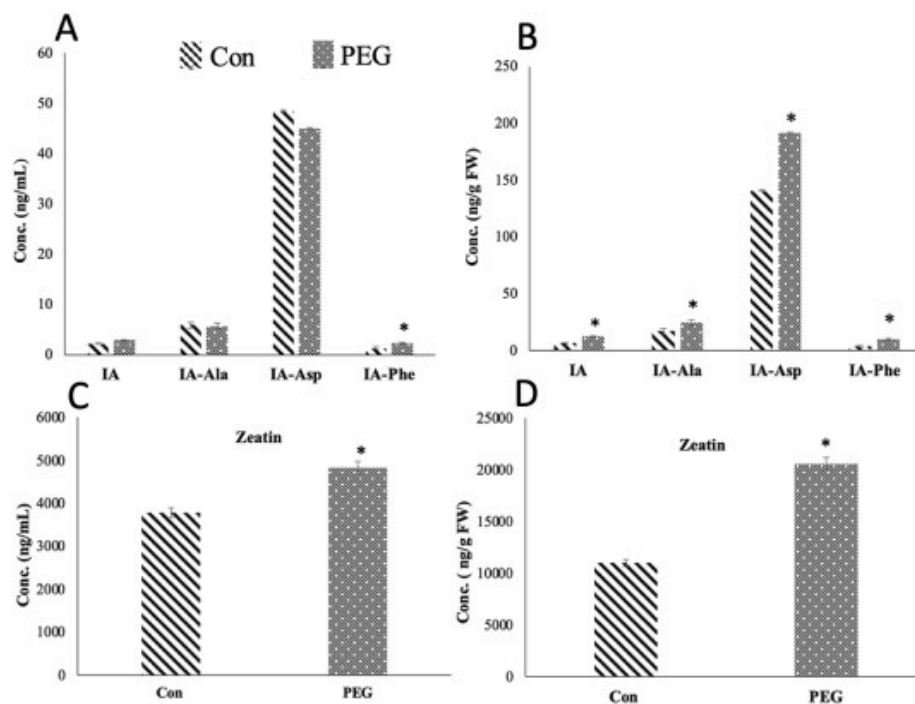 A
Con
PEG
60
50
40
30
20
10
0
Conc. (ng/mL)
*
IA
IA-Ala
IA-Asp
IA-Phe
B
250
200
150
100
50
0
Conc. (ng/g FW)
*
*
*
*
IA
IA-Ala
IA-Asp
IA-Phe
C
Zeatin
6000
5000
4000
3000
2000
1000
0
Conc. (ng/mL)
*
Con
PEG
D
Zeatin
25000
20000
15000
10000
5000
0
Conc. ( ng/g FW)
*
Con
PEG